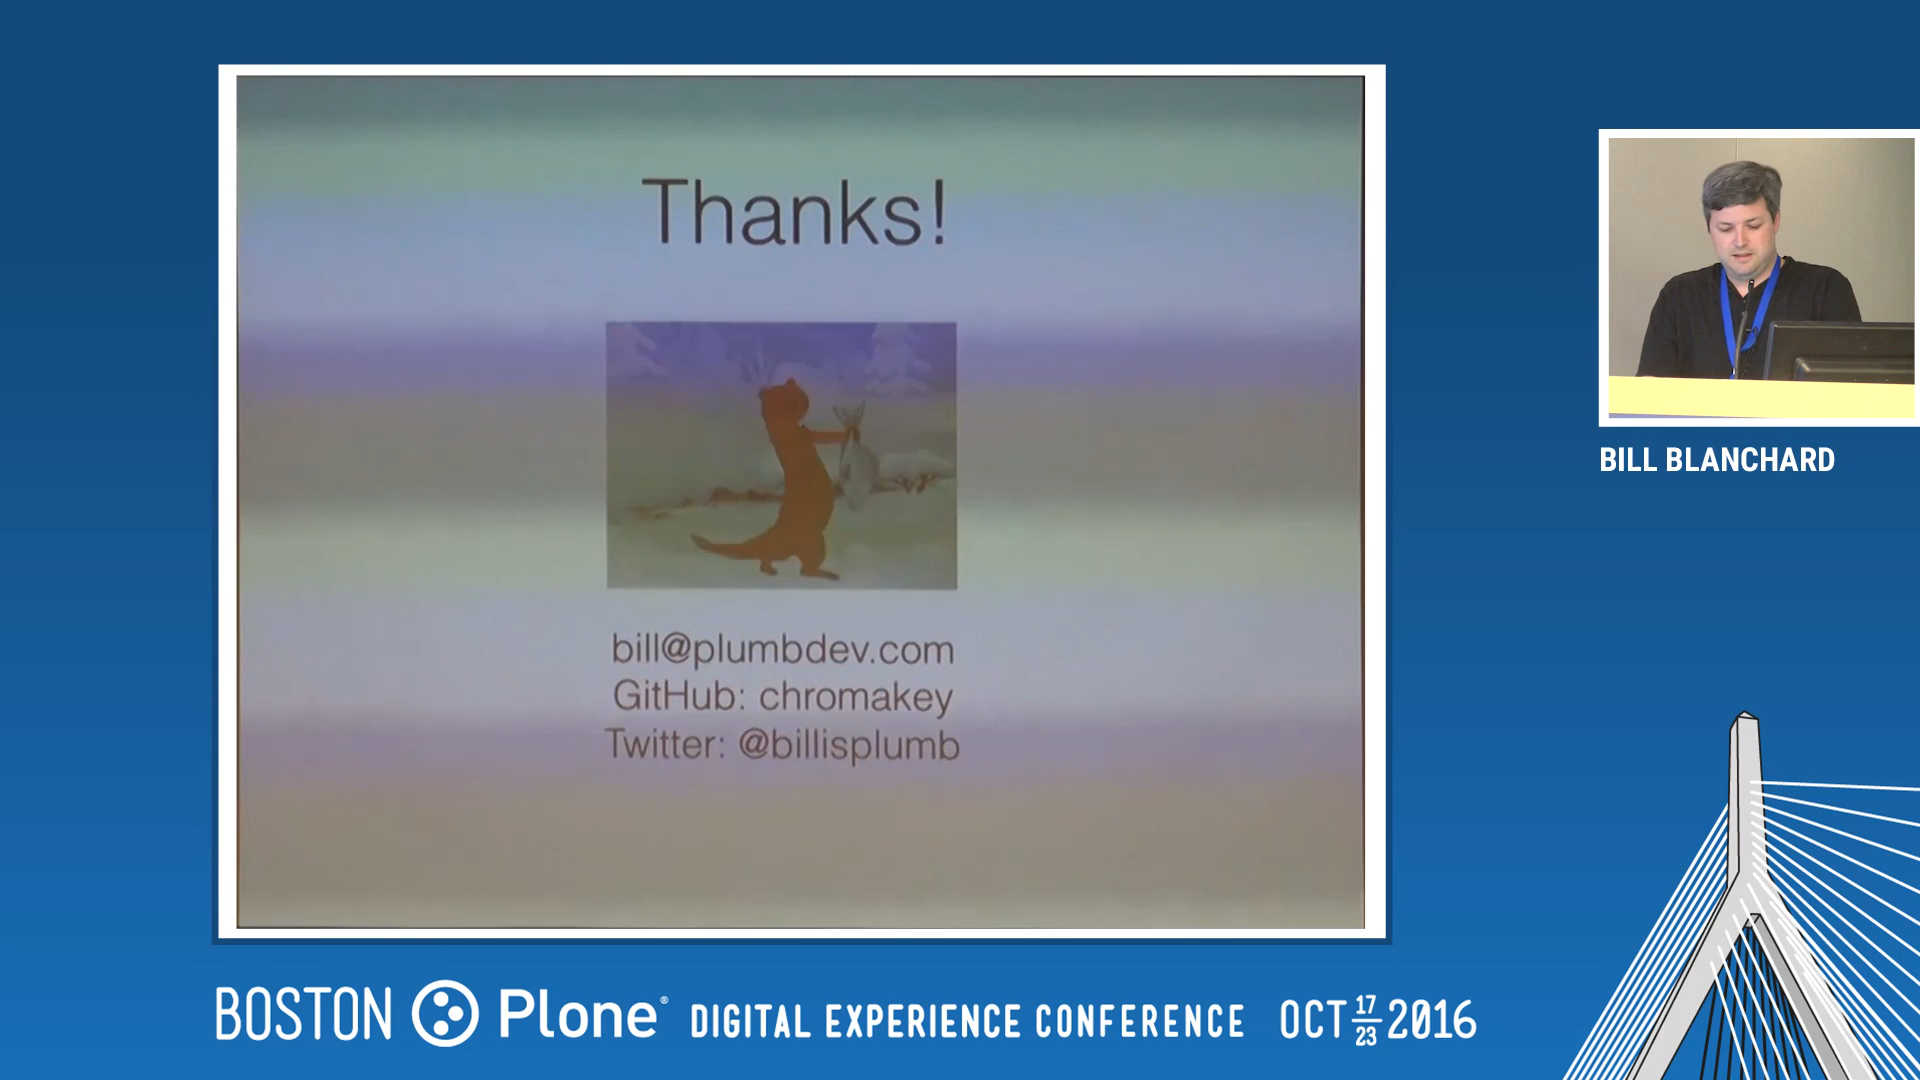 Thanks!
bill@plumbdev.com
GitHub: chromakey
Twitter: @billisplumb
BILL BLANCHARD
BOSTON Plone® DIGITAL EXPERIENCE CONFERENCE OCT 17 23 2016